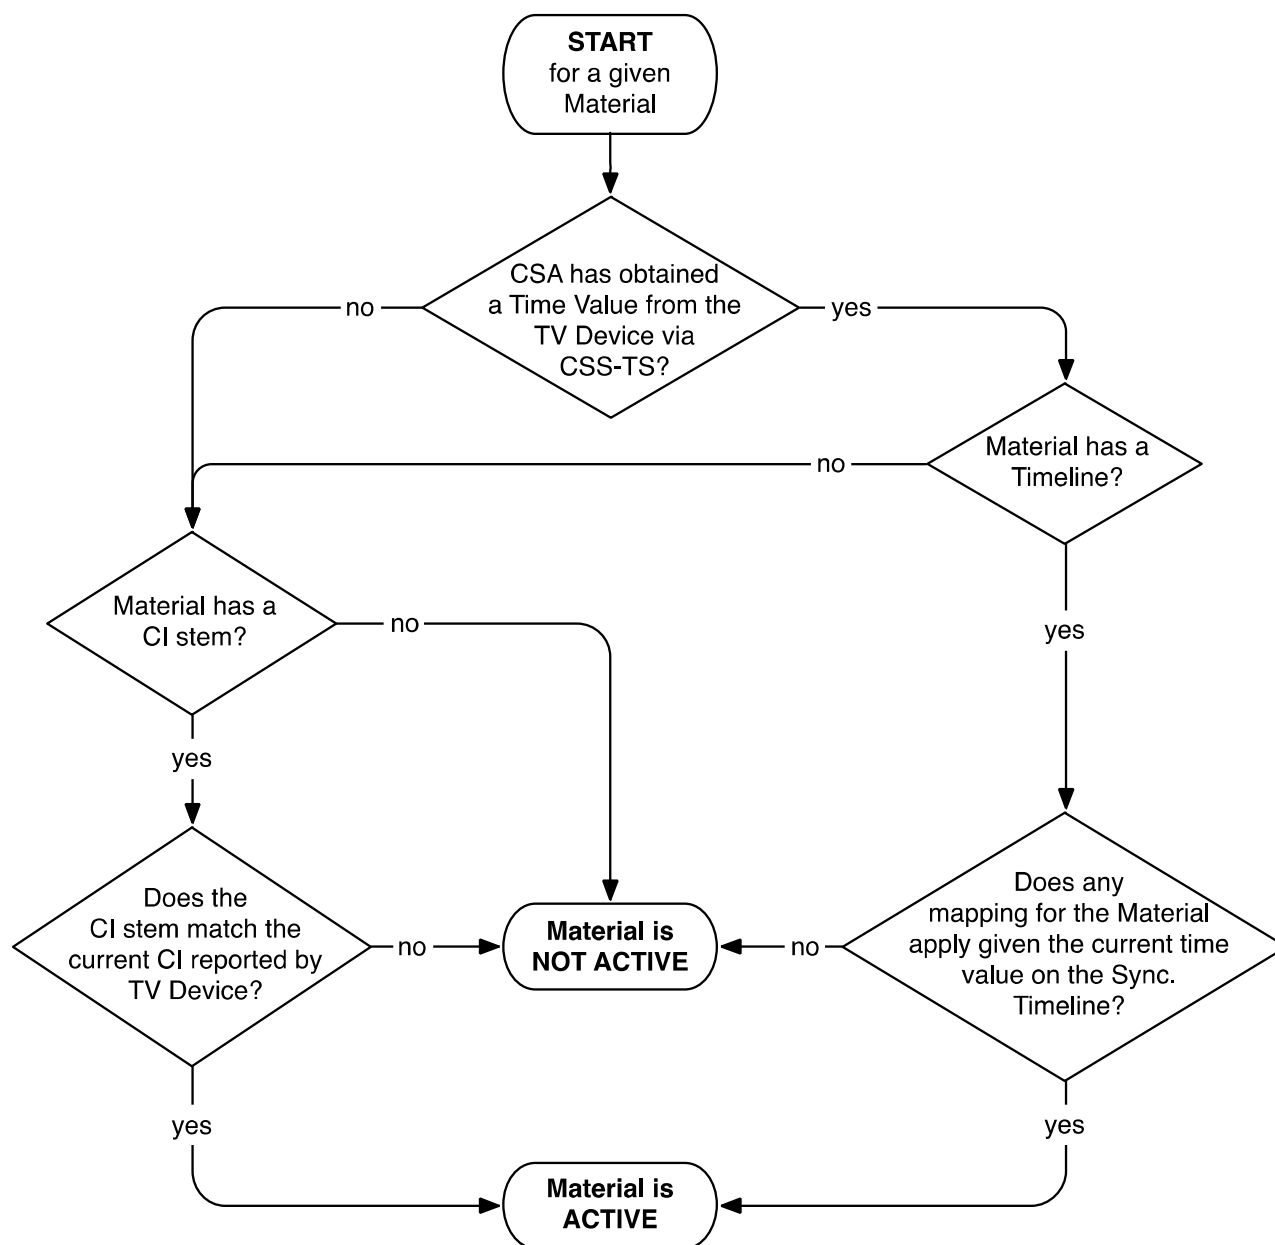 START
for a given
Material
CSA has obtained
a Time Value from the
TV Device via
CSS-TS?
no
yes
Material has a
Timeline?
no
Material has a
CI stem?
no
yes
yes
Does the
CI stem match the
current CI reported by
TV Device?
no
Material is
NOT ACTIVE
no
Does any
mapping for the Material
apply given the current time
value on the Sync.
Timeline?
yes
yes
Material is
ACTIVE